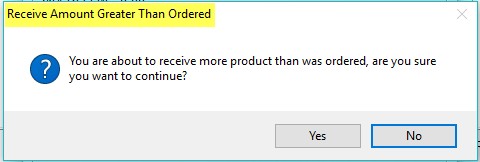 Receive Amount Greater Than Ordered
You are about to receive more product than was ordered, are you sure
you want to continue?
Yes No